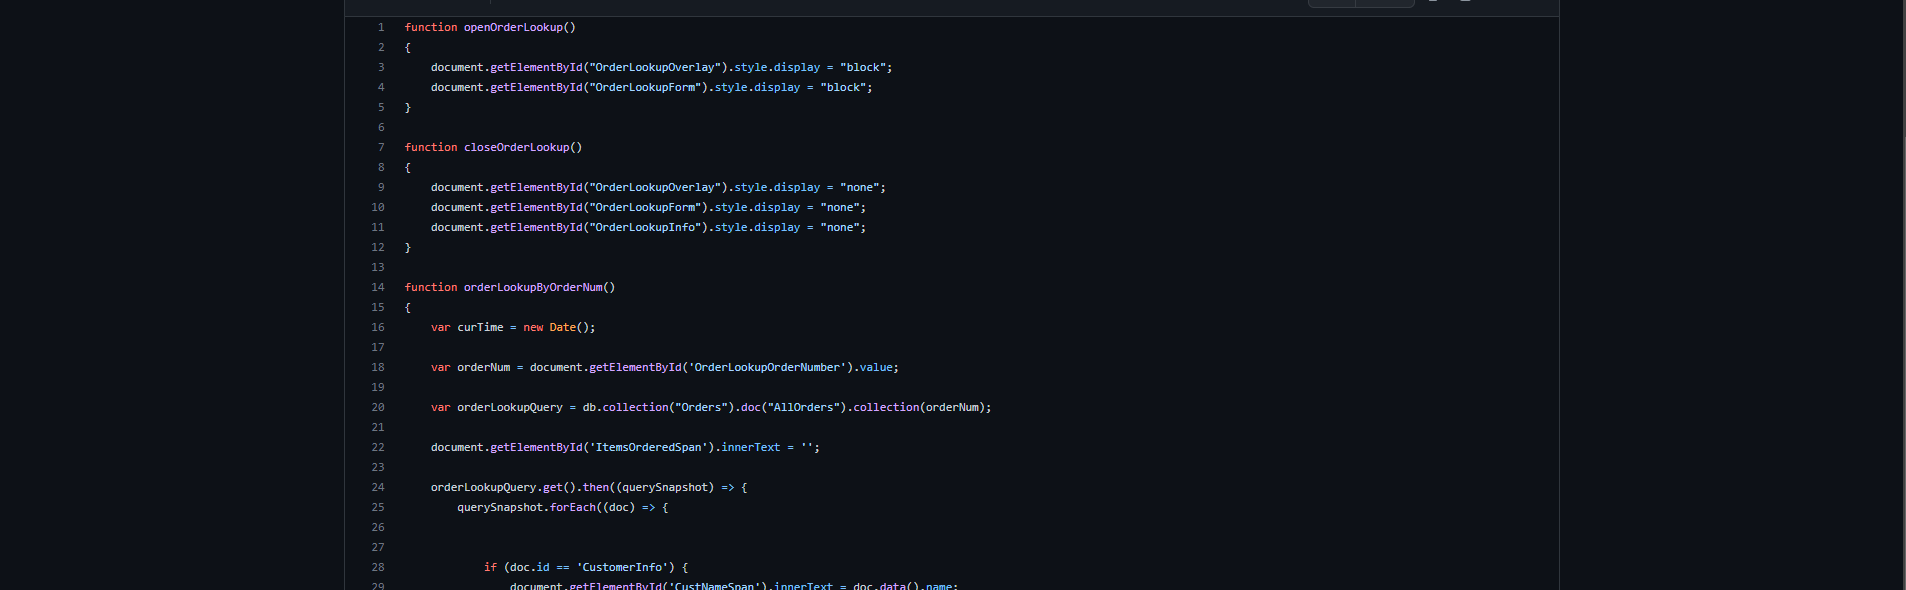 1 function openOrderLookup()
2 {
3     document.getElementById("OrderLookupOverlay").style.display = "block";
4     document.getElementById("OrderLookupForm").style.display = "block";
5 }
6
7 function closeOrderLookup()
8 {
9     document.getElementById("OrderLookupOverlay").style.display = "none";
10     document.getElementById("OrderLookupForm").style.display = "none";
11     document.getElementById("OrderLookupInfo").style.display = "none";
12 }
13
14 function orderLookupByOrderNum()
15 {
16     var curTime = new Date();
17
18     var orderNum = document.getElementById('OrderLookupOrderNumber').value;
19
20     var orderLookupQuery = db.collection("Orders").doc("AllOrders").collection(orderNum);
21
22     document.getElementById('ItemsOrderedSpan').innerText = '';
23
24     orderLookupQuery.get().then((querySnapshot) => {
25         querySnapshot.forEach((doc) => {
26
27
28             if (doc.id == 'CustomerInfo') {
29                 document.getElementById('CustNameSpan').innerText = doc.data().name;